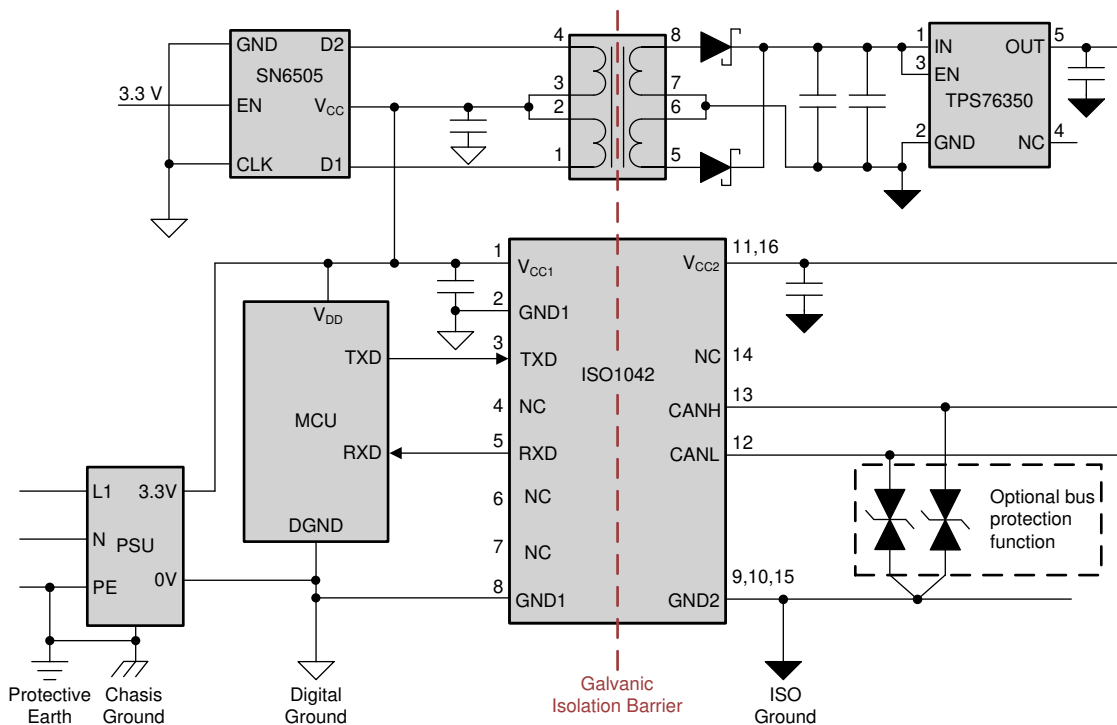 GND D2
SN6505
3.3 V EN VCC
CLK D1
4 8
3 7
2 6
1 5
1 IN OUT 5
3 EN
TPS76350
2 GND NC 4
1 VCC1 VCC2 11,16
2 GND1
3 TXD NC 14
ISO1042
4 NC CANH 13
5 RXD CANL 12
6 NC
7 NC
8 GND1 GND2 9,10,15
VDD
TXD
MCU
RXD
DGND
L1 3.3V
N PSU
PE 0V
Optional bus
protection
function
Protective
Earth
Chasis
Ground
Digital
Ground
Galvanic
Isolation Barrier
ISO
Ground